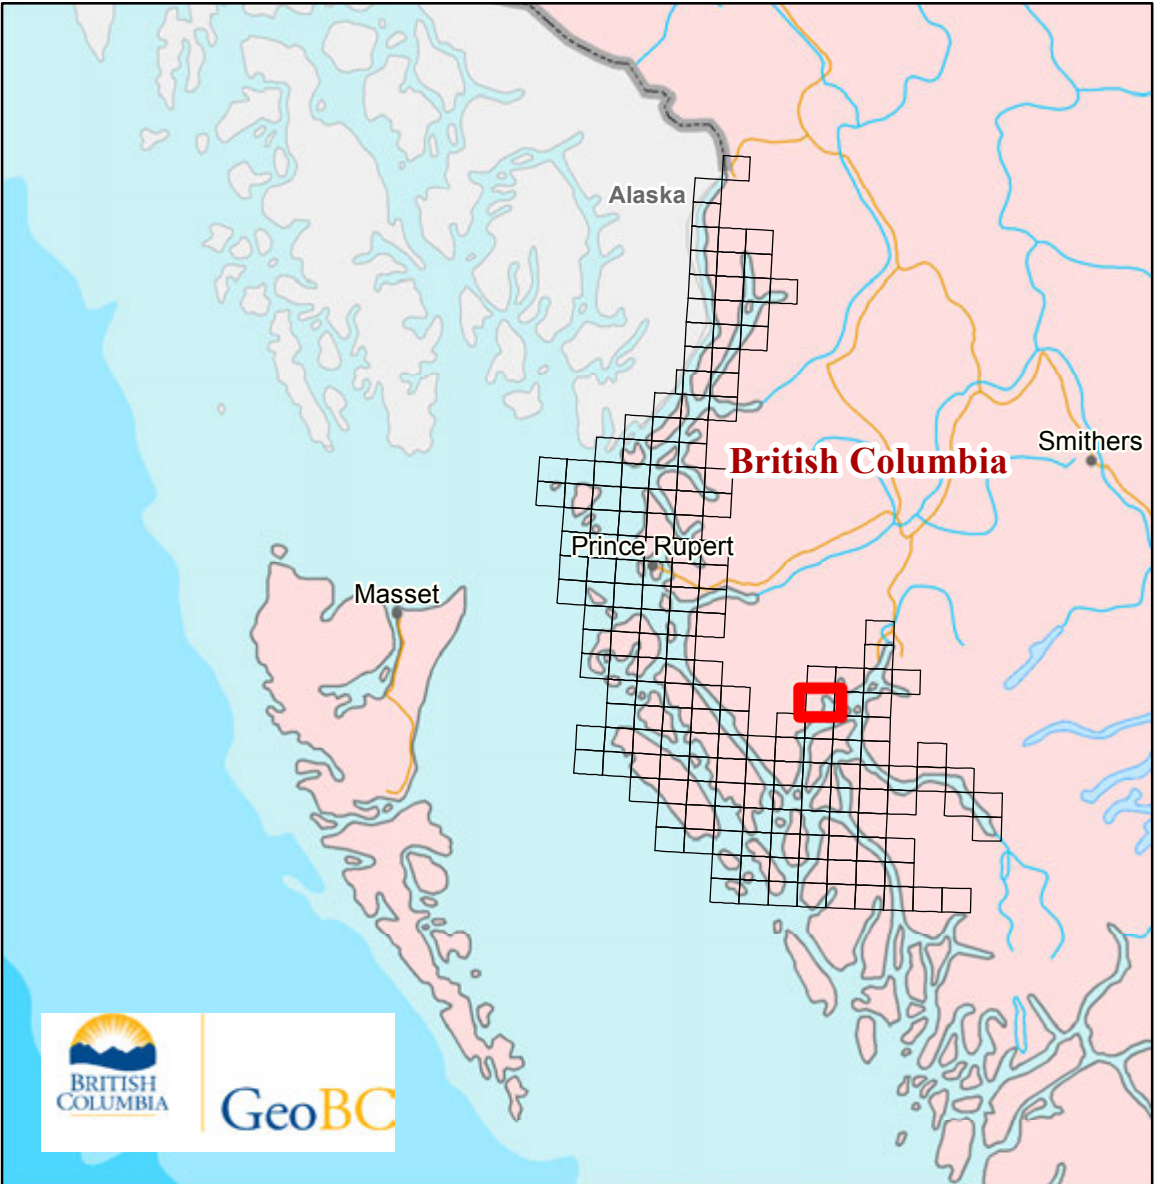 Alaska
Smithers
British Columbia
Prince Rupert
Masset
BRITISH
COLUMBIA
GeoBC